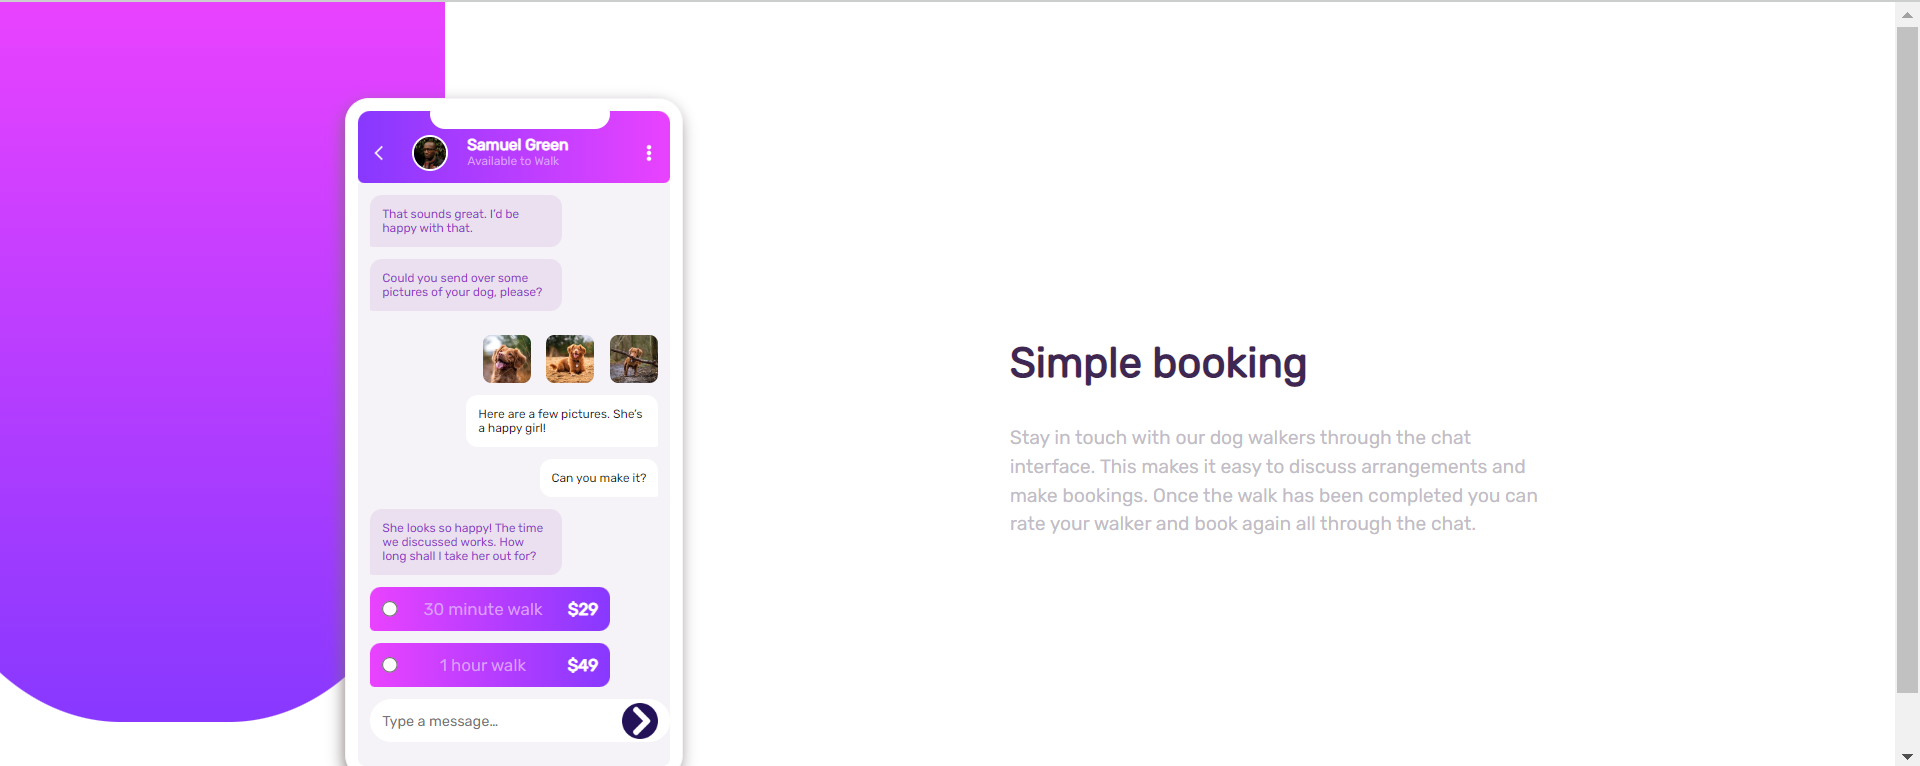 Samuel Green
Available to Walk
That sounds great. I'd be
happy with that.
Could you send over some
pictures of your dog, please?
Here are a few pictures. She's
a happy girl!
Can you make it?
She looks so happy! The time
we discussed works. How
long shall I take her out for?
30 minute walk $29
1 hour walk $49
Type a message…
Simple booking
Stay in touch with our dog walkers through the chat
interface. This makes it easy to discuss arrangements and
make bookings. Once the walk has been completed you can
rate your walker and book again all through the chat.